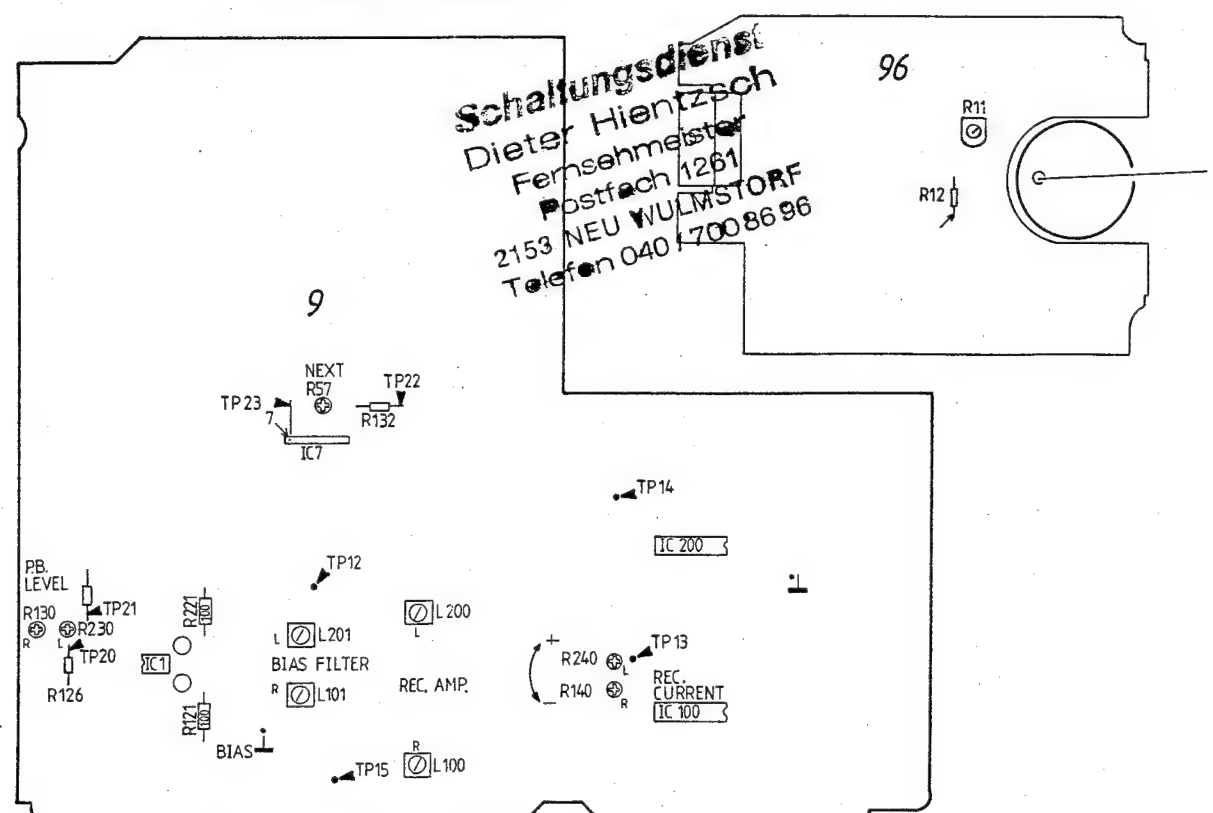 Schaltungsdienst
Dieter Hientzsch
Fernsehmeister
Postfach 1261
2153 NEU WULMSTORF
Telefon 040 / 700 86 96
96
R11
R12
9
NEXT
R57
TP22
TP23
R132
7
IC7
TP14
IC 200
TP12
P.B.
LEVEL
R130
R
TP21
R230
L
TP20
R126
IC1
R221
100
R121
100
L
L201
BIAS FILTER
R
L101
L200
L
REC. AMP.
R
L100
BIAS
TP15
+
−
R240
L
TP13
R140
R
REC.
CURRENT
IC 100